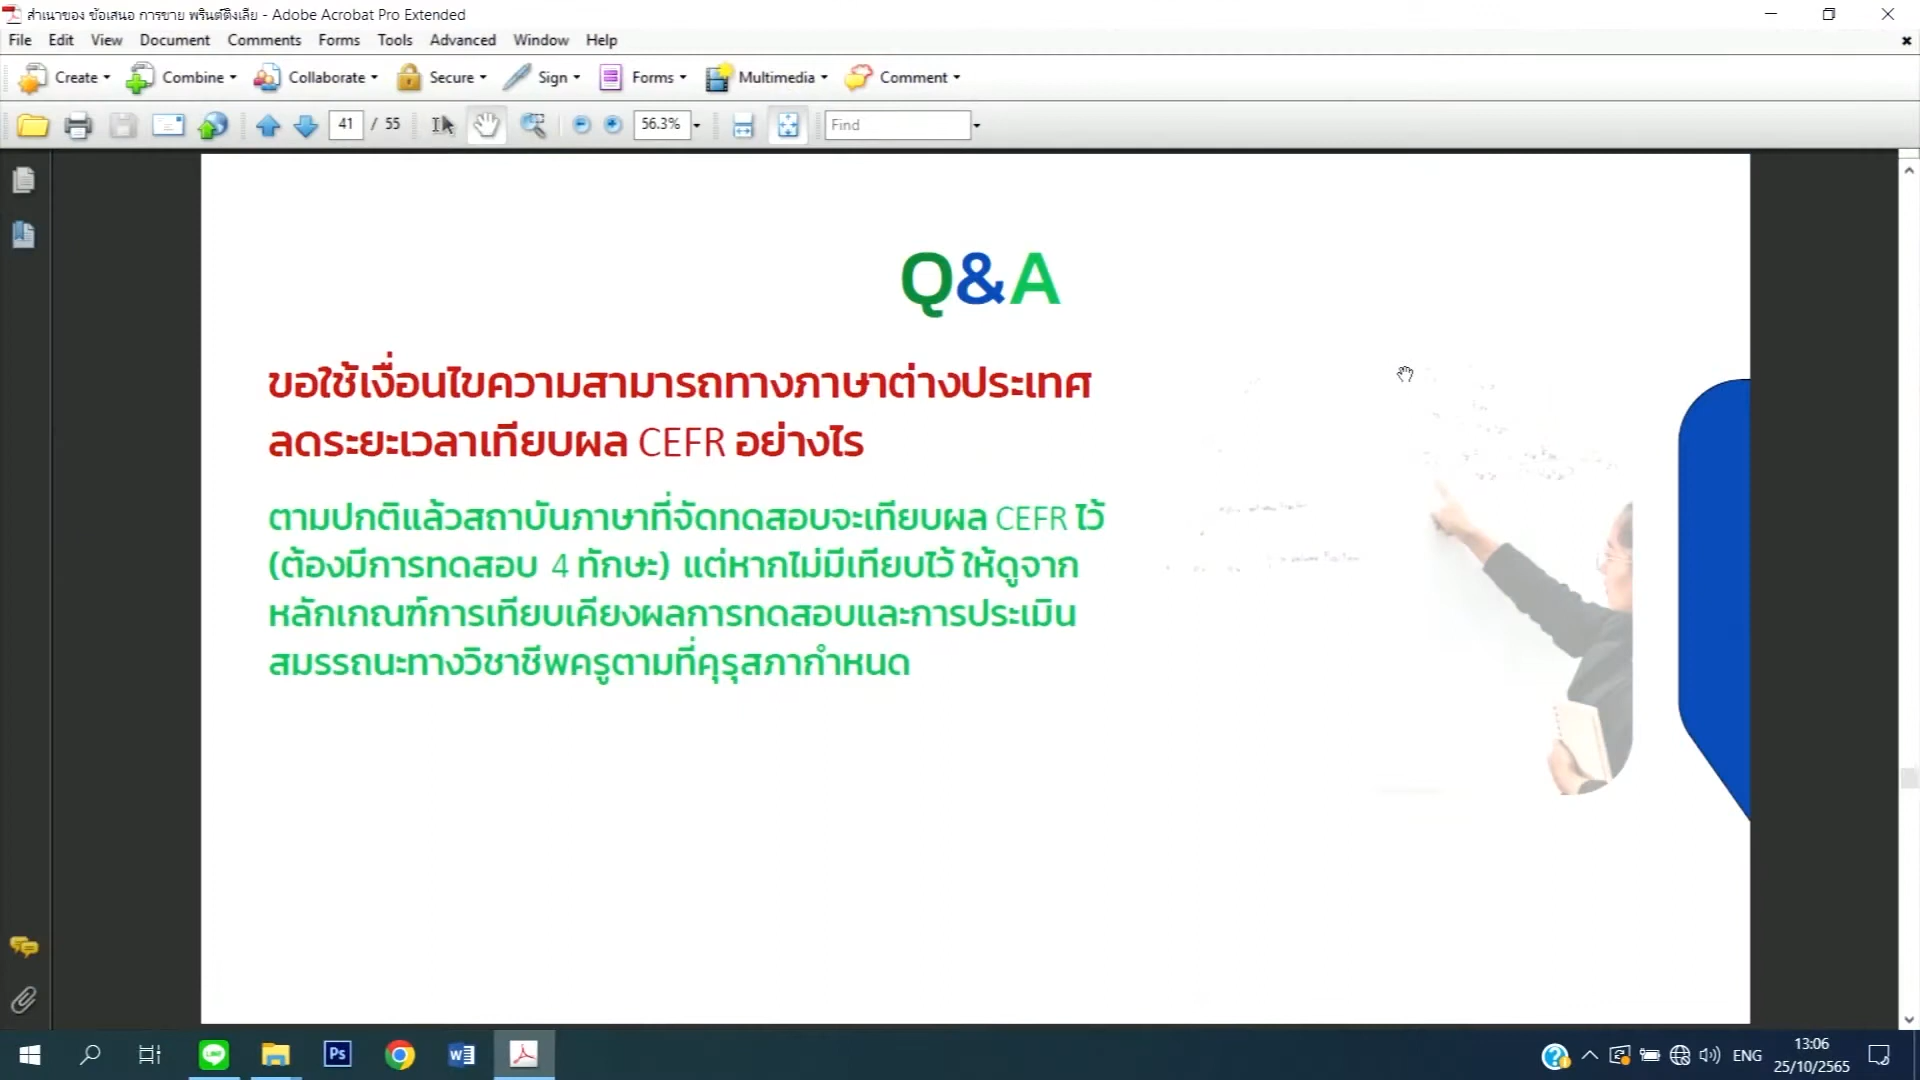 สำเนาของ ข้อเสนอ การขาย พรินต์ติงเลีย - Adobe Acrobat Pro Extended
File Edit View Document Comments Forms Tools Advanced Window Help
Create Combine Collaborate Secure Sign Forms Multimedia Comment
41 / 55 56.3% Find
Q&A
ขอใช้เงื่อนไขความสามารถทางภาษาต่างประเทศ
ลดระยะเวลาเทียบผล CEFR อย่างไร
ตามปกติแล้วสถาบันภาษาที่จัดทดสอบจะเทียบผล CEFR ไว้
(ต้องมีการทดสอบ 4 ทักษะ) แต่หากไม่มีเทียบไว้ ให้ดูจาก
หลักเกณฑ์การเทียบเคียงผลการทดสอบและการประเมิน
สมรรถนะทางวิชาชีพครูตามที่คุรุสภากำหนด
LINE Ps W ENG
13:06
25/10/2565